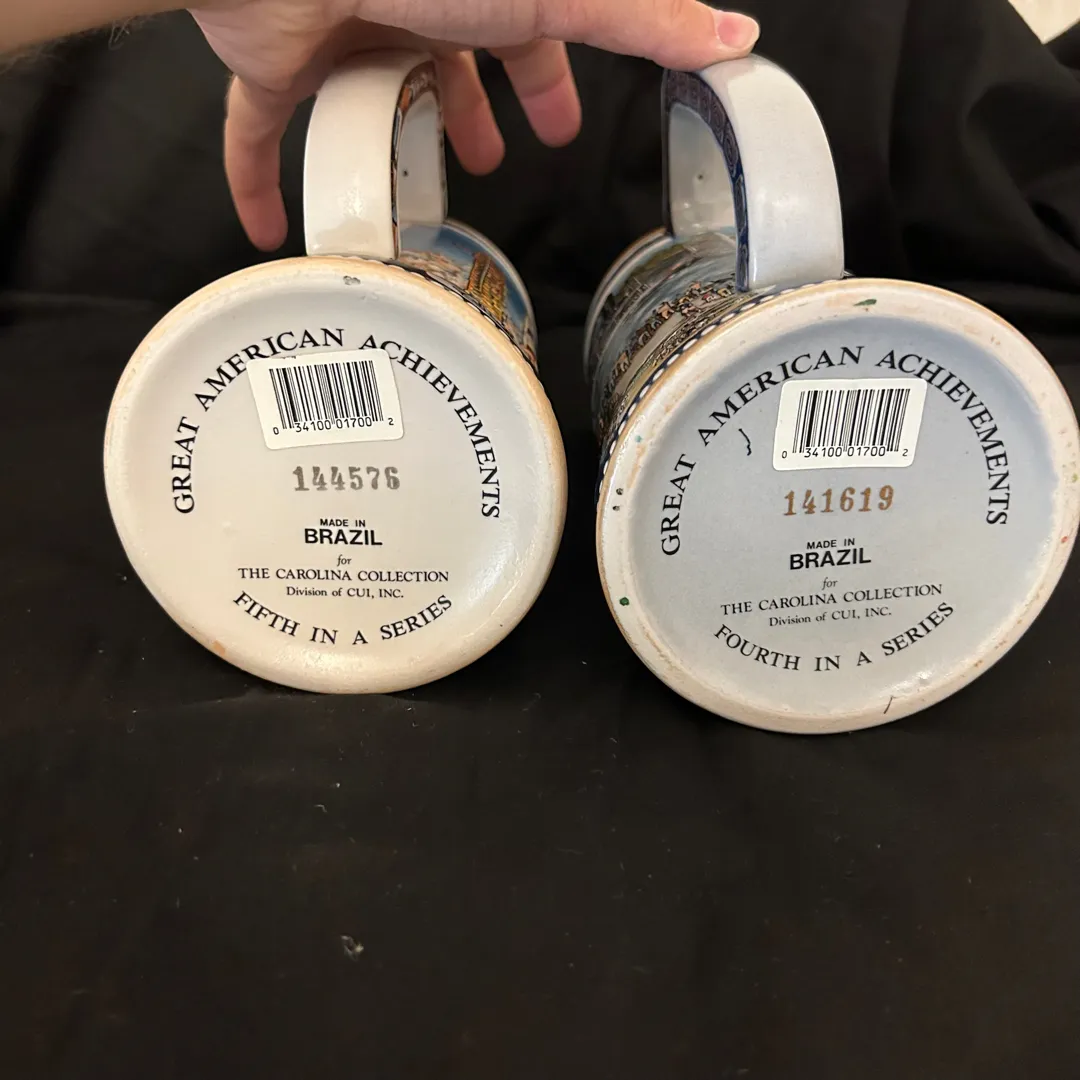 GREAT AMERICAN ACHIEVEMENTS
0 34100 01700 2
144576
MADE IN
BRAZIL
for
THE CAROLINA COLLECTION
Division of CUI, INC.
FIFTH IN A SERIES
GREAT AMERICAN ACHIEVEMENTS
0 34100 01700 2
141619
MADE IN
BRAZIL
for
THE CAROLINA COLLECTION
Division of CUI, INC.
FOURTH IN A SERIES